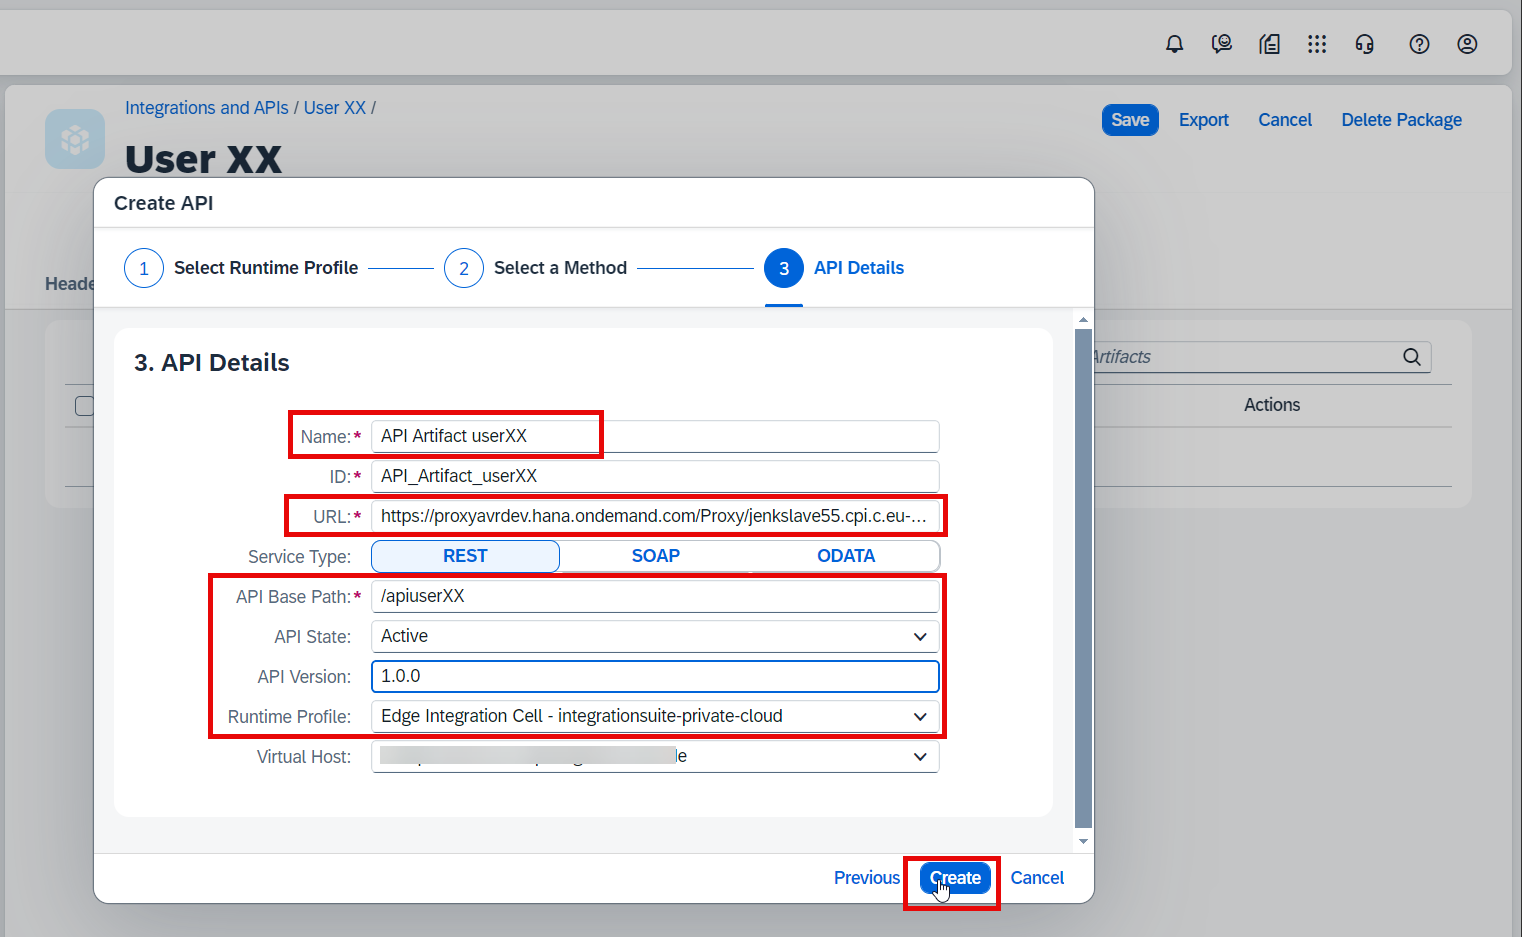 Integrations and APIs / User XX /
Save Export Cancel Delete Package
User XX
Create API
1 Select Runtime Profile 2 Select a Method 3 API Details
Heade
3. API Details
Artifacts
Actions
Name:* API Artifact userXX
ID:* API_Artifact_userXX
URL:* https://proxyavrdev.hana.ondemand.com/Proxy/jenkslave55.cpi.c.eu-...
Service Type: REST SOAP ODATA
API Base Path:* /apiuserXX
API State: Active
API Version: 1.0.0
Runtime Profile: Edge Integration Cell - integrationsuite-private-cloud
Virtual Host:
Previous Create Cancel